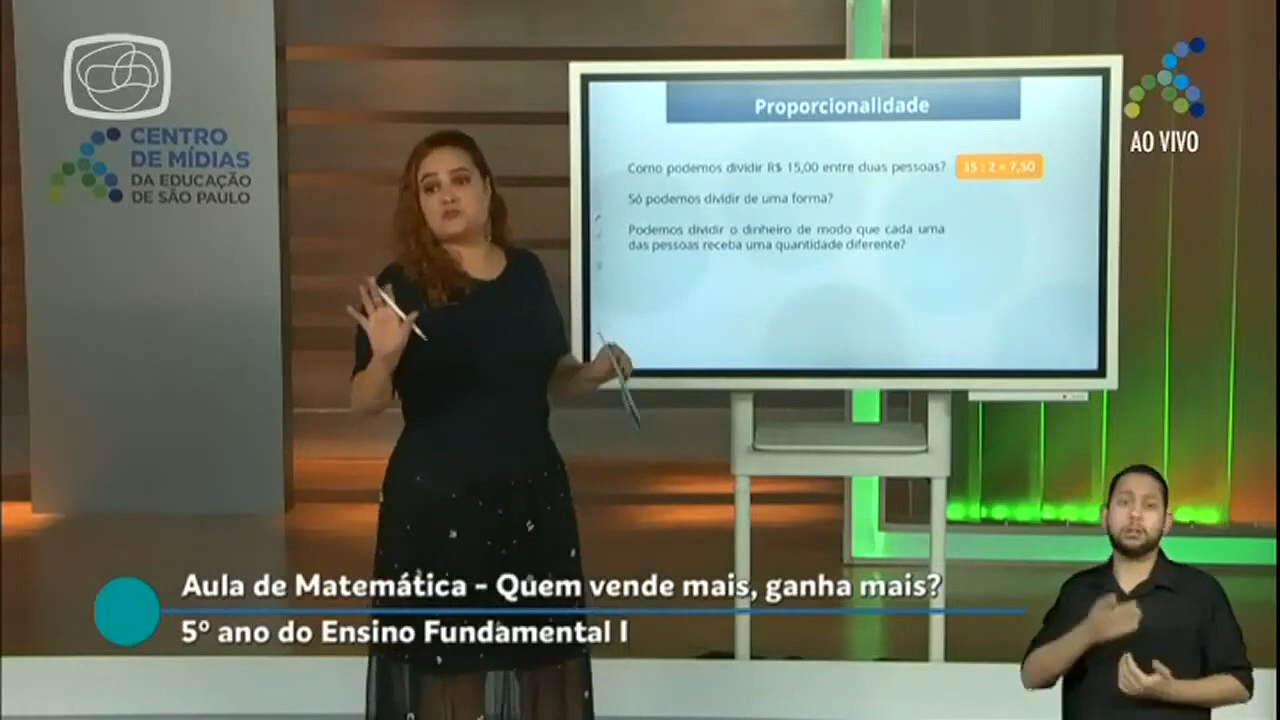 CENTRO
DE MÍDIAS
DA EDUCAÇÃO
DE SÃO PAULO
AO VIVO
Proporcionalidade
Como podemos dividir R$ 15,00 entre duas pessoas?
15 : 2 = 7,50
Só podemos dividir de uma forma?
Podemos dividir o dinheiro de modo que cada uma
das pessoas receba uma quantidade diferente?
Aula de Matemática - Quem vende mais, ganha mais?
5º ano do Ensino Fundamental I